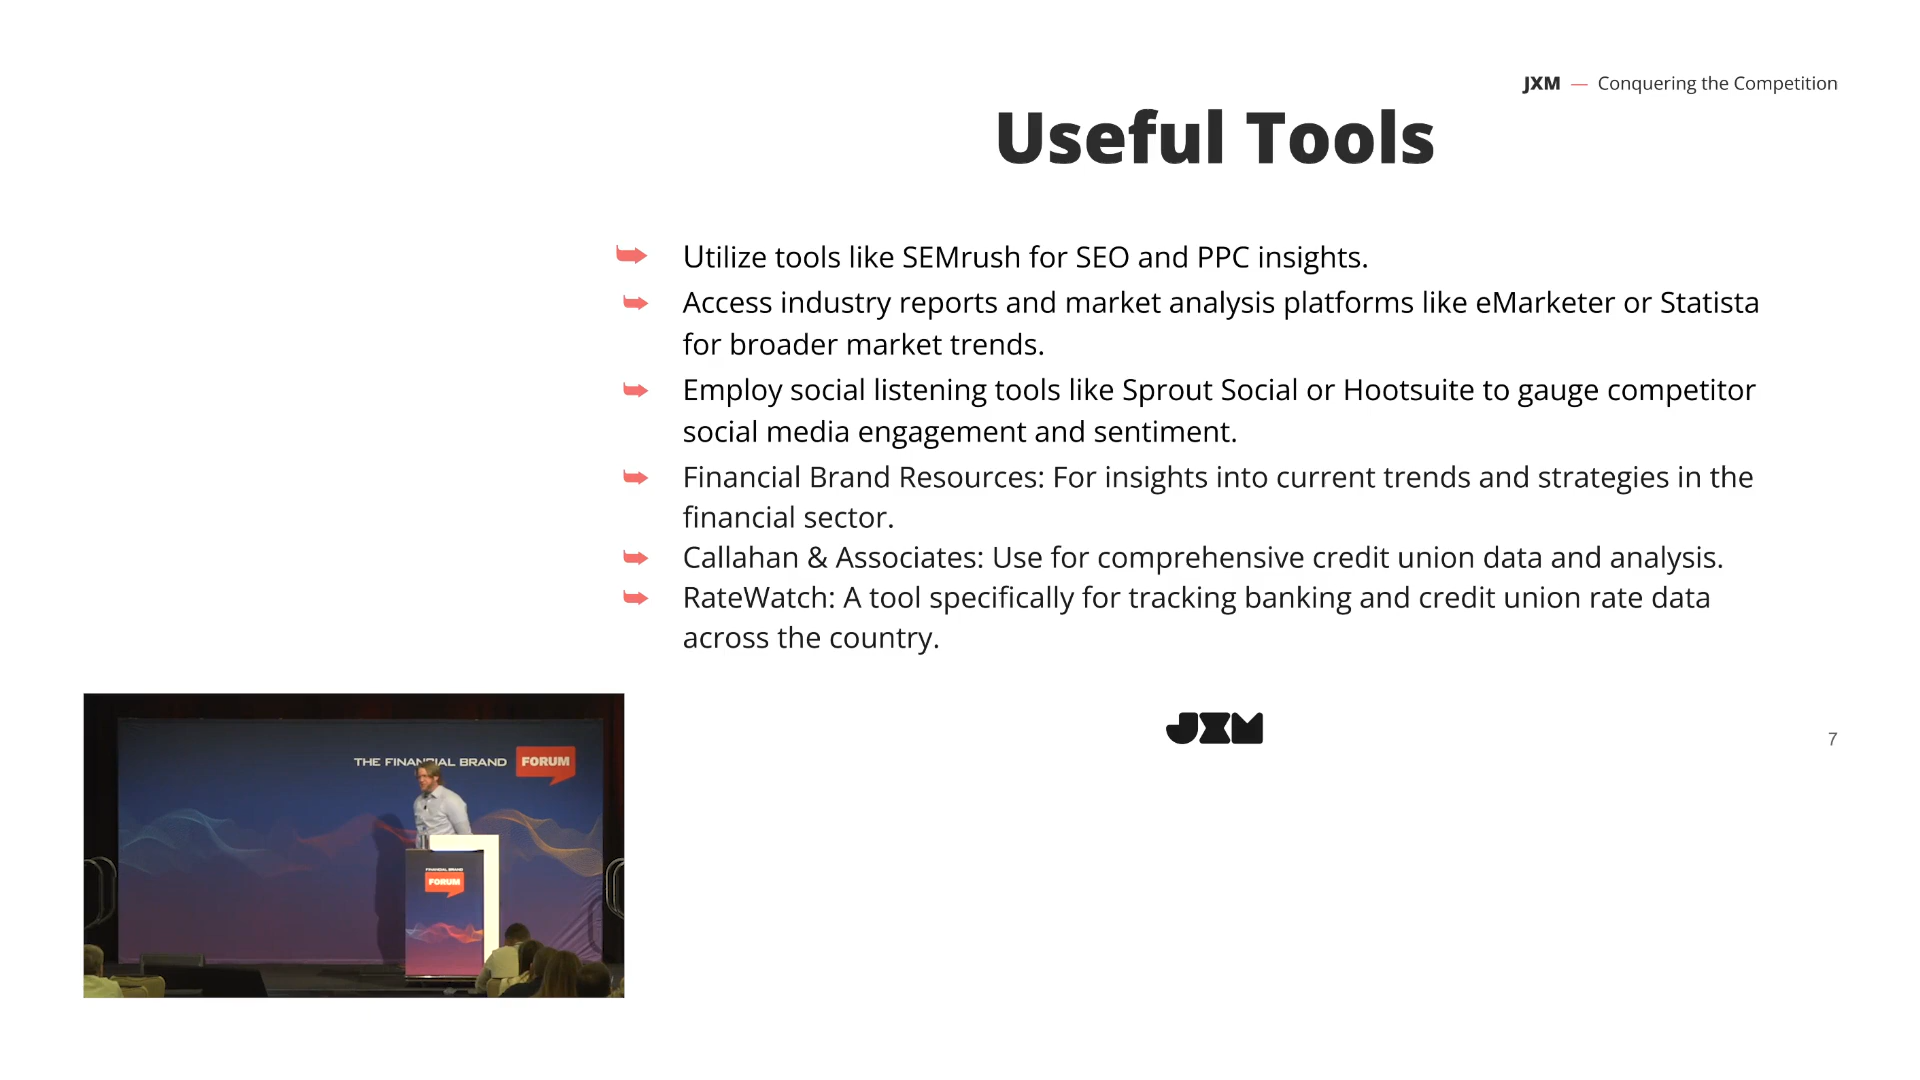 JXM — Conquering the Competition
Useful Tools
Utilize tools like SEMrush for SEO and PPC insights.
Access industry reports and market analysis platforms like eMarketer or Statista
for broader market trends.
Employ social listening tools like Sprout Social or Hootsuite to gauge competitor
social media engagement and sentiment.
Financial Brand Resources: For insights into current trends and strategies in the
financial sector.
Callahan & Associates: Use for comprehensive credit union data and analysis.
RateWatch: A tool specifically for tracking banking and credit union rate data
across the country.
JXM
7
THE FINANCIAL BRAND FORUM
FINANCIAL BRAND
FORUM